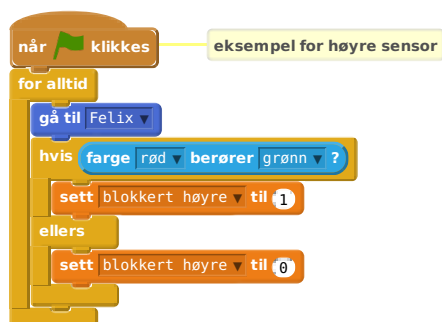 når klikkes eksempel for høyre sensor
for alltid
gå til Felix
hvis farge rød berører grønn ?
sett blokkert høyre til 1
ellers
sett blokkert høyre til 0